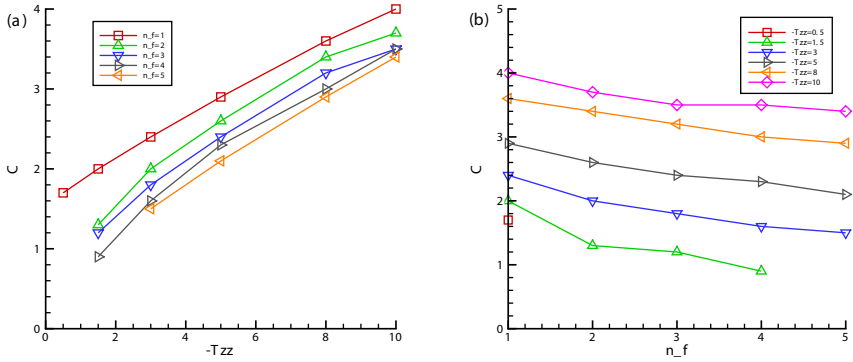 (a)
n_f=1
n_f=2
n_f=3
n_f=4
n_f=5
C
4
3
2
1
0
0 2 4 6 8 10
-Tzz
(b)
-Tzz=0.5
-Tzz=1.5
-Tzz=3
-Tzz=5
-Tzz=8
-Tzz=10
C
5
4
3
2
1
0
1 2 3 4 5
n_f